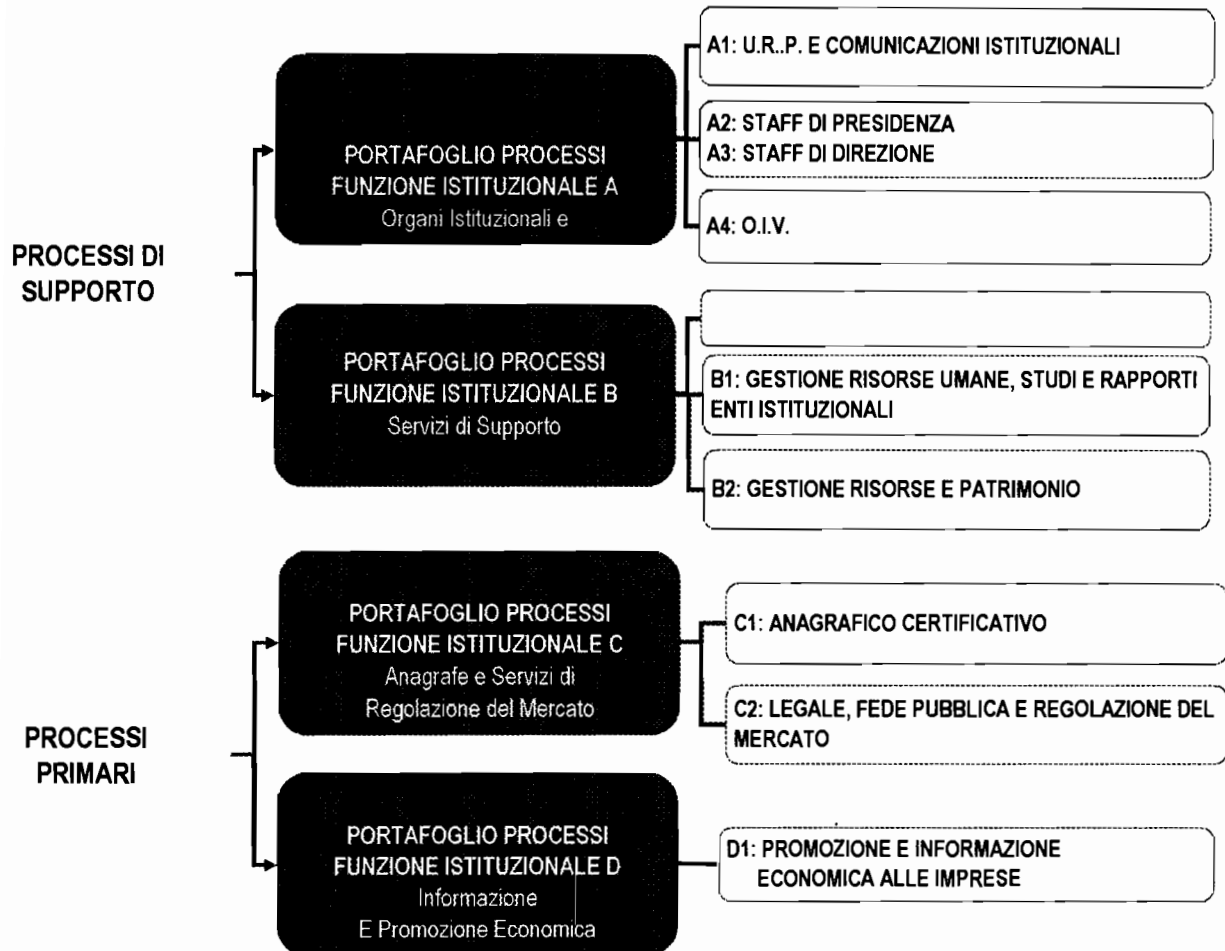 PROCESSI DI
SUPPORTO
PORTAFOGLIO PROCESSI
FUNZIONE ISTITUZIONALE A
Organi Istituzionali e
A1: U.R..P. E COMUNICAZIONI ISTITUZIONALI
A2: STAFF DI PRESIDENZA
A3: STAFF DI DIREZIONE
A4: O.I.V.
PORTAFOGLIO PROCESSI
FUNZIONE ISTITUZIONALE B
Servizi di Supporto
B1: GESTIONE RISORSE UMANE, STUDI E RAPPORTI
ENTI ISTITUZIONALI
B2: GESTIONE RISORSE E PATRIMONIO
PROCESSI
PRIMARI
PORTAFOGLIO PROCESSI
FUNZIONE ISTITUZIONALE C
Anagrafe e Servizi di
Regolazione del Mercato
C1: ANAGRAFICO CERTIFICATIVO
C2: LEGALE, FEDE PUBBLICA E REGOLAZIONE DEL
MERCATO
PORTAFOGLIO PROCESSI
FUNZIONE ISTITUZIONALE D
Informazione
E Promozione Economica
D1: PROMOZIONE E INFORMAZIONE
ECONOMICA ALLE IMPRESE